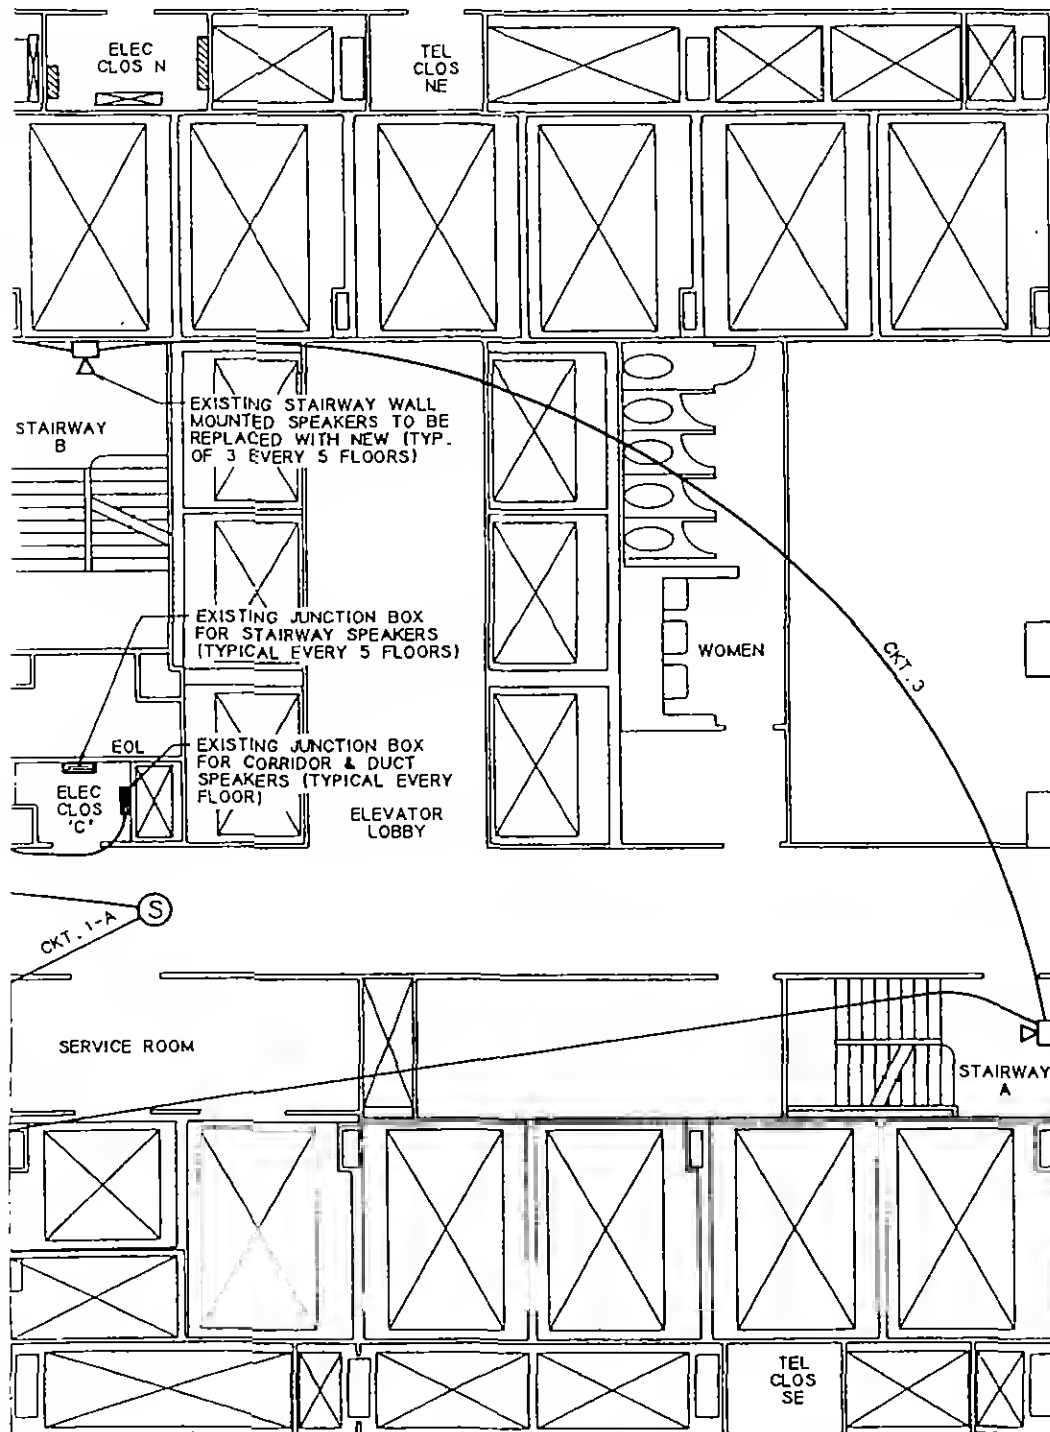 ELEC
CLOS N
TEL
CLOS
NE
EXISTING STAIRWAY WALL
MOUNTED SPEAKERS TO BE
REPLACED WITH NEW (TYP.
OF 3 EVERY 5 FLOORS)
STAIRWAY
B
EXISTING JUNCTION BOX
FOR STAIRWAY SPEAKERS
(TYPICAL EVERY 5 FLOORS)
WOMEN
CKT.3
EOL
EXISTING JUNCTION BOX
FOR CORRIDOR & DUCT
SPEAKERS (TYPICAL EVERY
FLOOR)
ELEC
CLOS
'C'
ELEVATOR
LOBBY
S
CKT.1-A
SERVICE ROOM
STAIRWAY
A
TEL
CLOS
SE